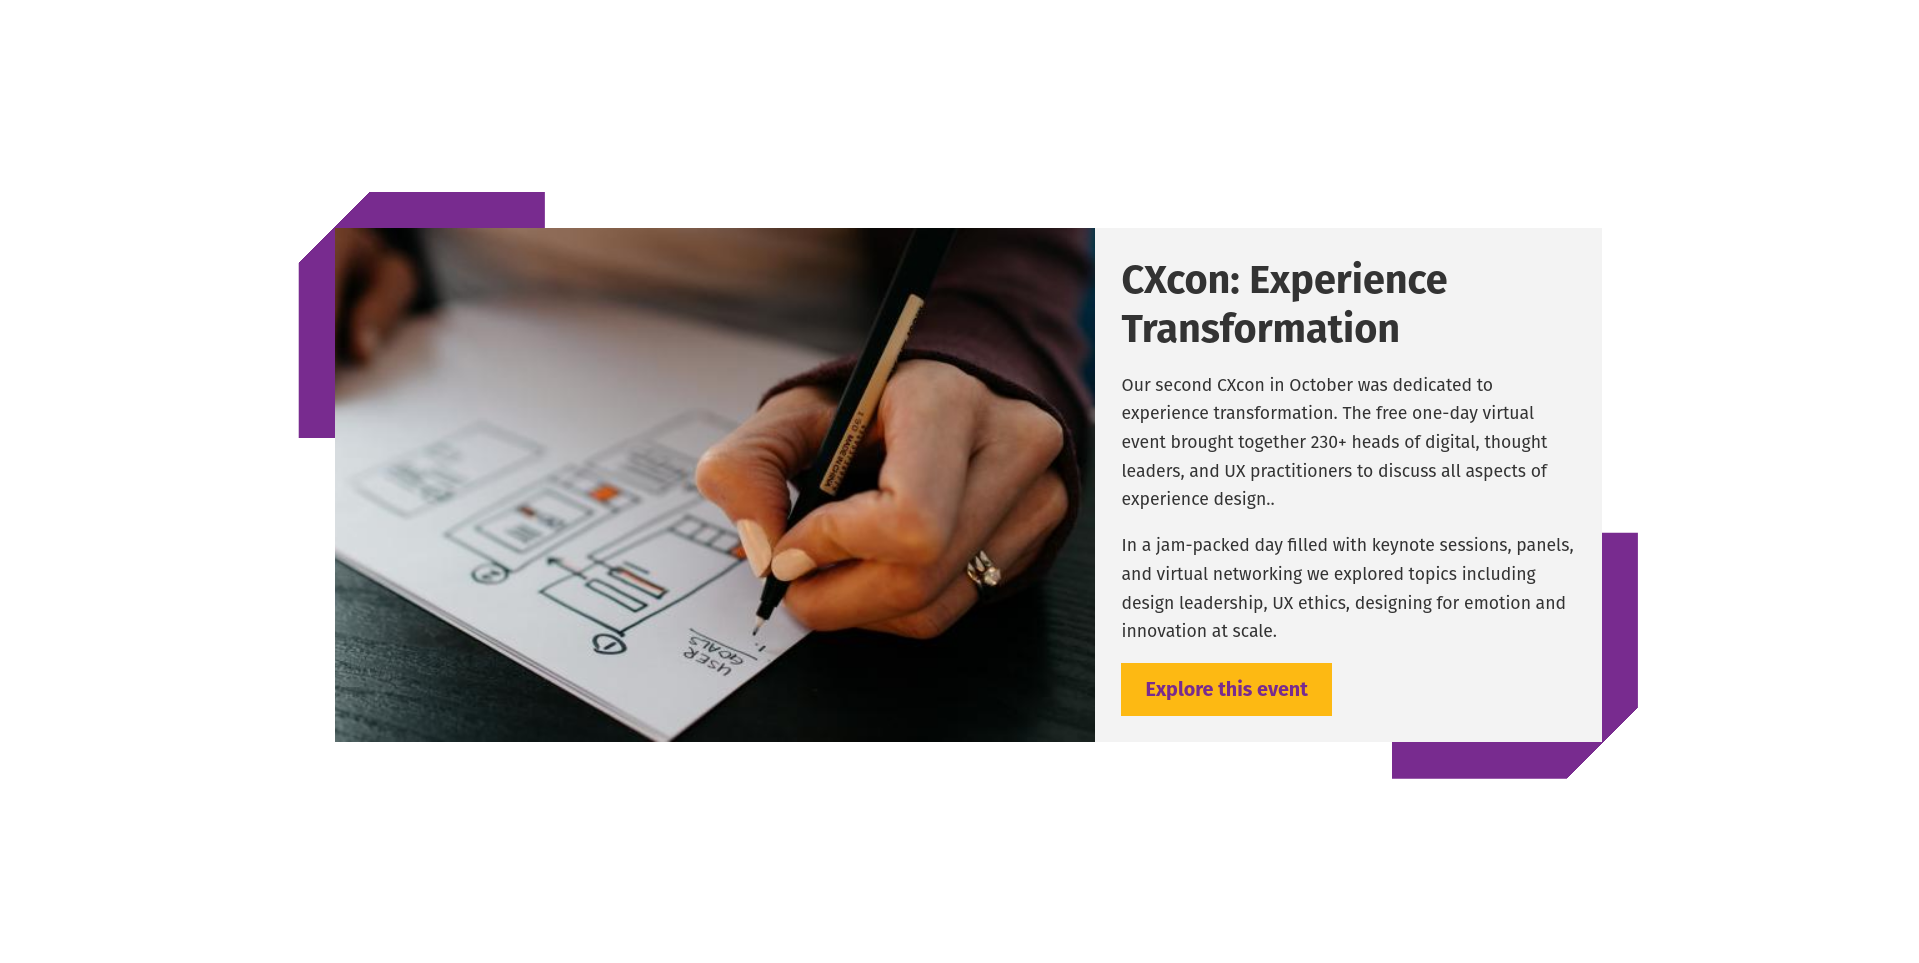 CXcon: Experience
Transformation
Our second CXcon in October was dedicated to
experience transformation. The free one-day virtual
event brought together 230+ heads of digital, thought
leaders, and UX practitioners to discuss all aspects of
experience design..
In a jam-packed day filled with keynote sessions, panels,
and virtual networking we explored topics including
design leadership, UX ethics, designing for emotion and
innovation at scale.
Explore this event
USER
GOALS
1.